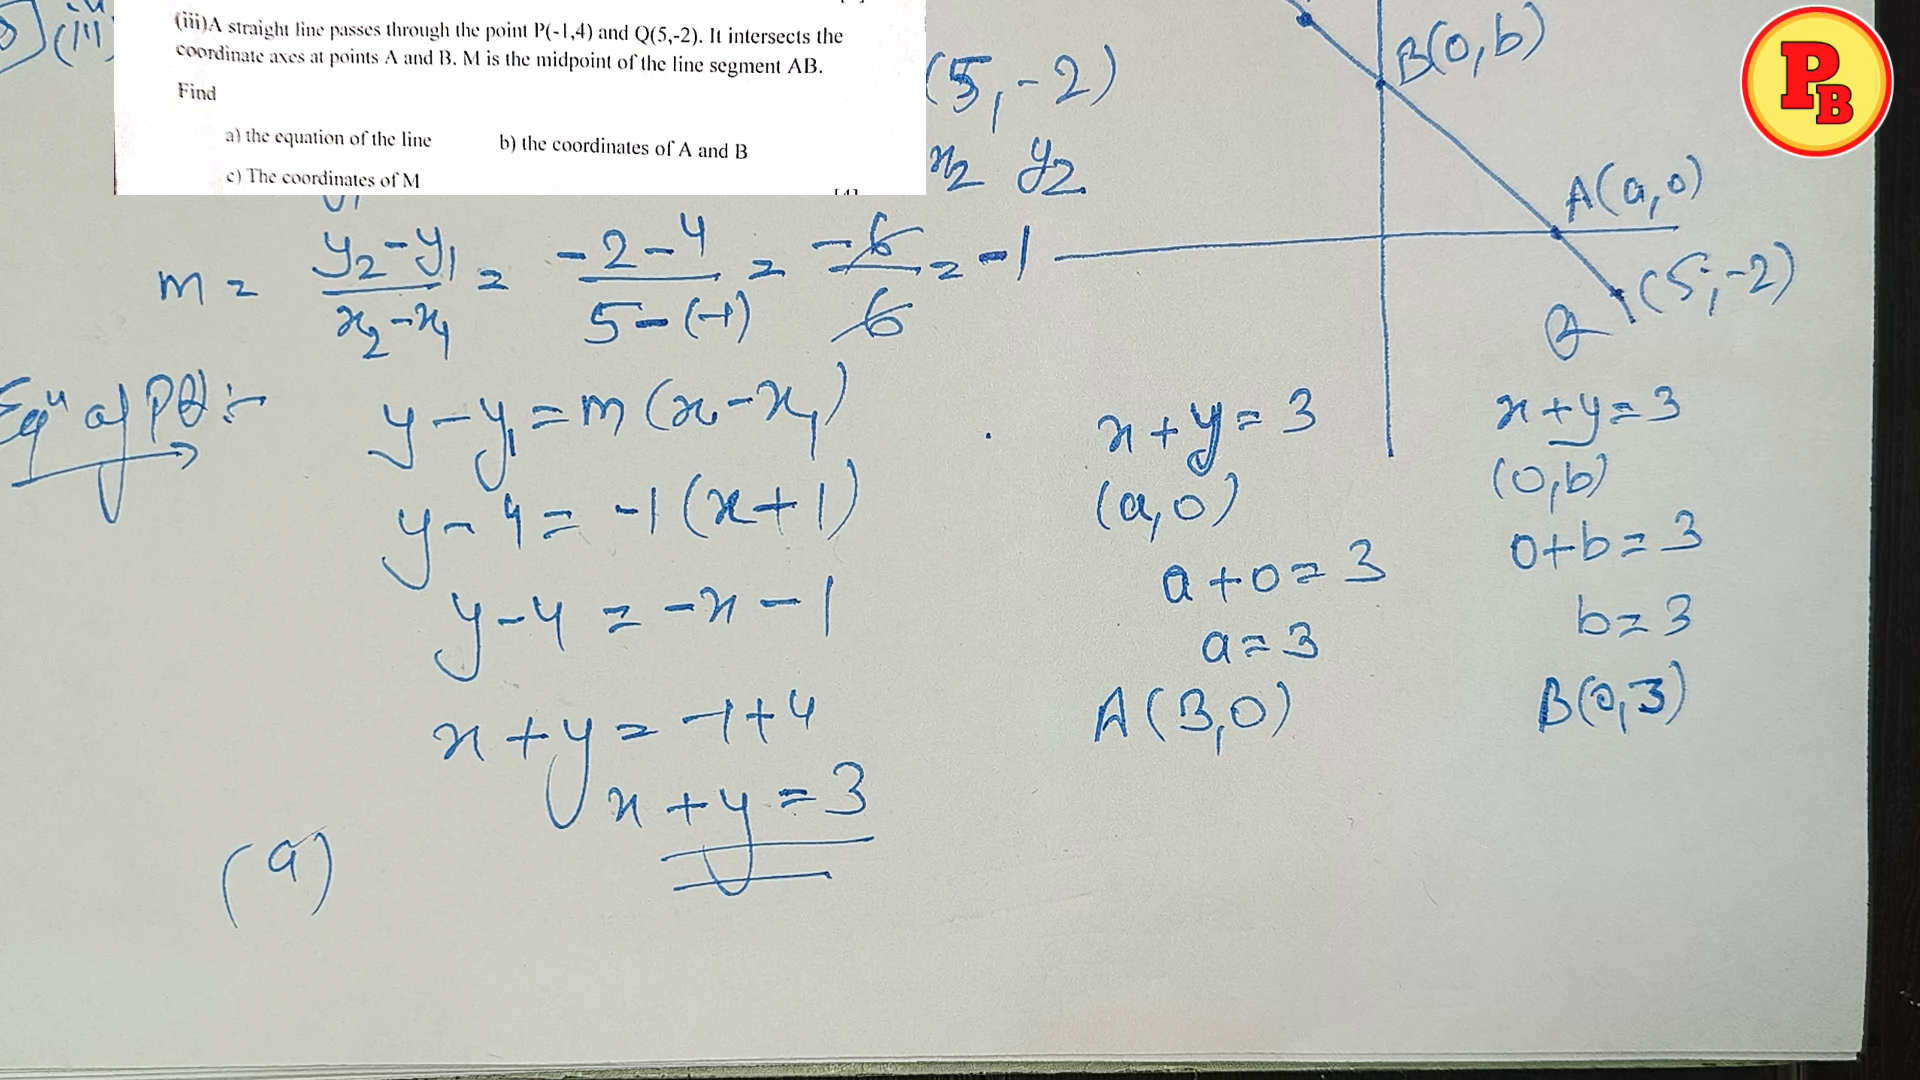 (iii)
(iii)A straight line passes through the point P(-1,4) and Q(5,-2). It intersects the
coordinate axes at points A and B. M is the midpoint of the line segment AB.
Find
a) the equation of the line b) the coordinates of A and B
c) The coordinates of M
(5,-2)
x2 y2
B(0,b)
A(a,0)
Q (5,-2)
PB
m = y2-y1/x2-x1 = -2-4/5-(-1) = -6/6 = -1
Eqn of PQ:-
y-y1=m(x-x1)
y-4=-1(x+1)
y-4=-x-1
x+y=-1+4
x+y=3
(a)
x+y=3
(a,0)
a+0=3
a=3
A(3,0)
x+y=3
(0,b)
0+b=3
b=3
B(0,3)